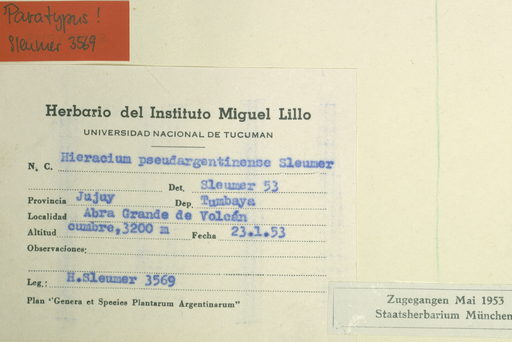 Paratypus!
Sleumer 3569
Herbario del Instituto Miguel Lillo
UNIVERSIDAD NACIONAL DE TUCUMAN
N. C. Hieracium pseudargentinense Sleumer
Det. Sleumer 53
Provincia Jujuy Dep. Tumbaya
Localidad Abra Grande de Volcán
Altitud cumbre,3200 m Fecha 23.1.53
Observaciones:
Leg.: H.Sleumer 3569
Plan "Genera et Species Plantarum Argentinarum"
Zugegangen Mai 1953
Staatsherbarium München